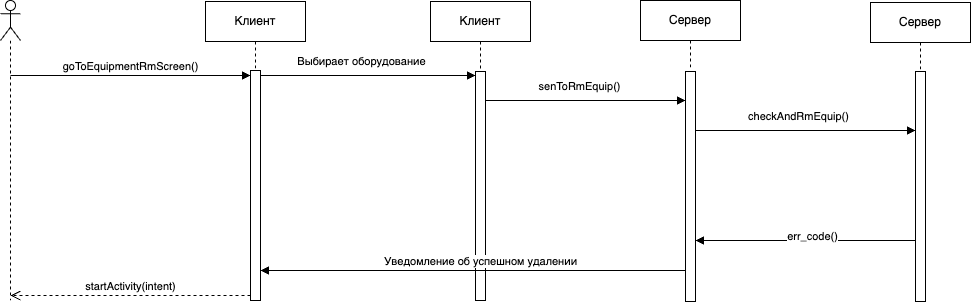 Клиент
Клиент
Сервер
Сервер
goToEquipmentRmScreen()
Выбирает оборудование
senToRmEquip()
checkAndRmEquip()
err_code()
Уведомление об успешном удалении
startActivity(intent)